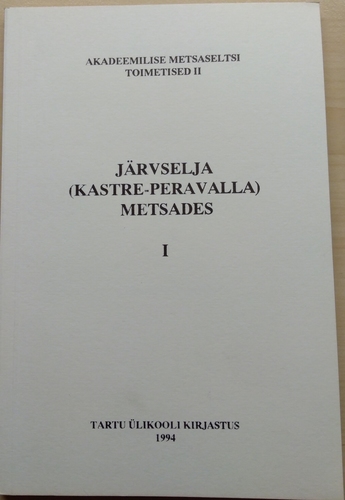 AKADEEMILISE METSASELTSI
TOIMETISED II
JÄRVSELJA
(KASTRE-PERAVALLA)
METSADES
I
TARTU ÜLIKOOLI KIRJASTUS
1994